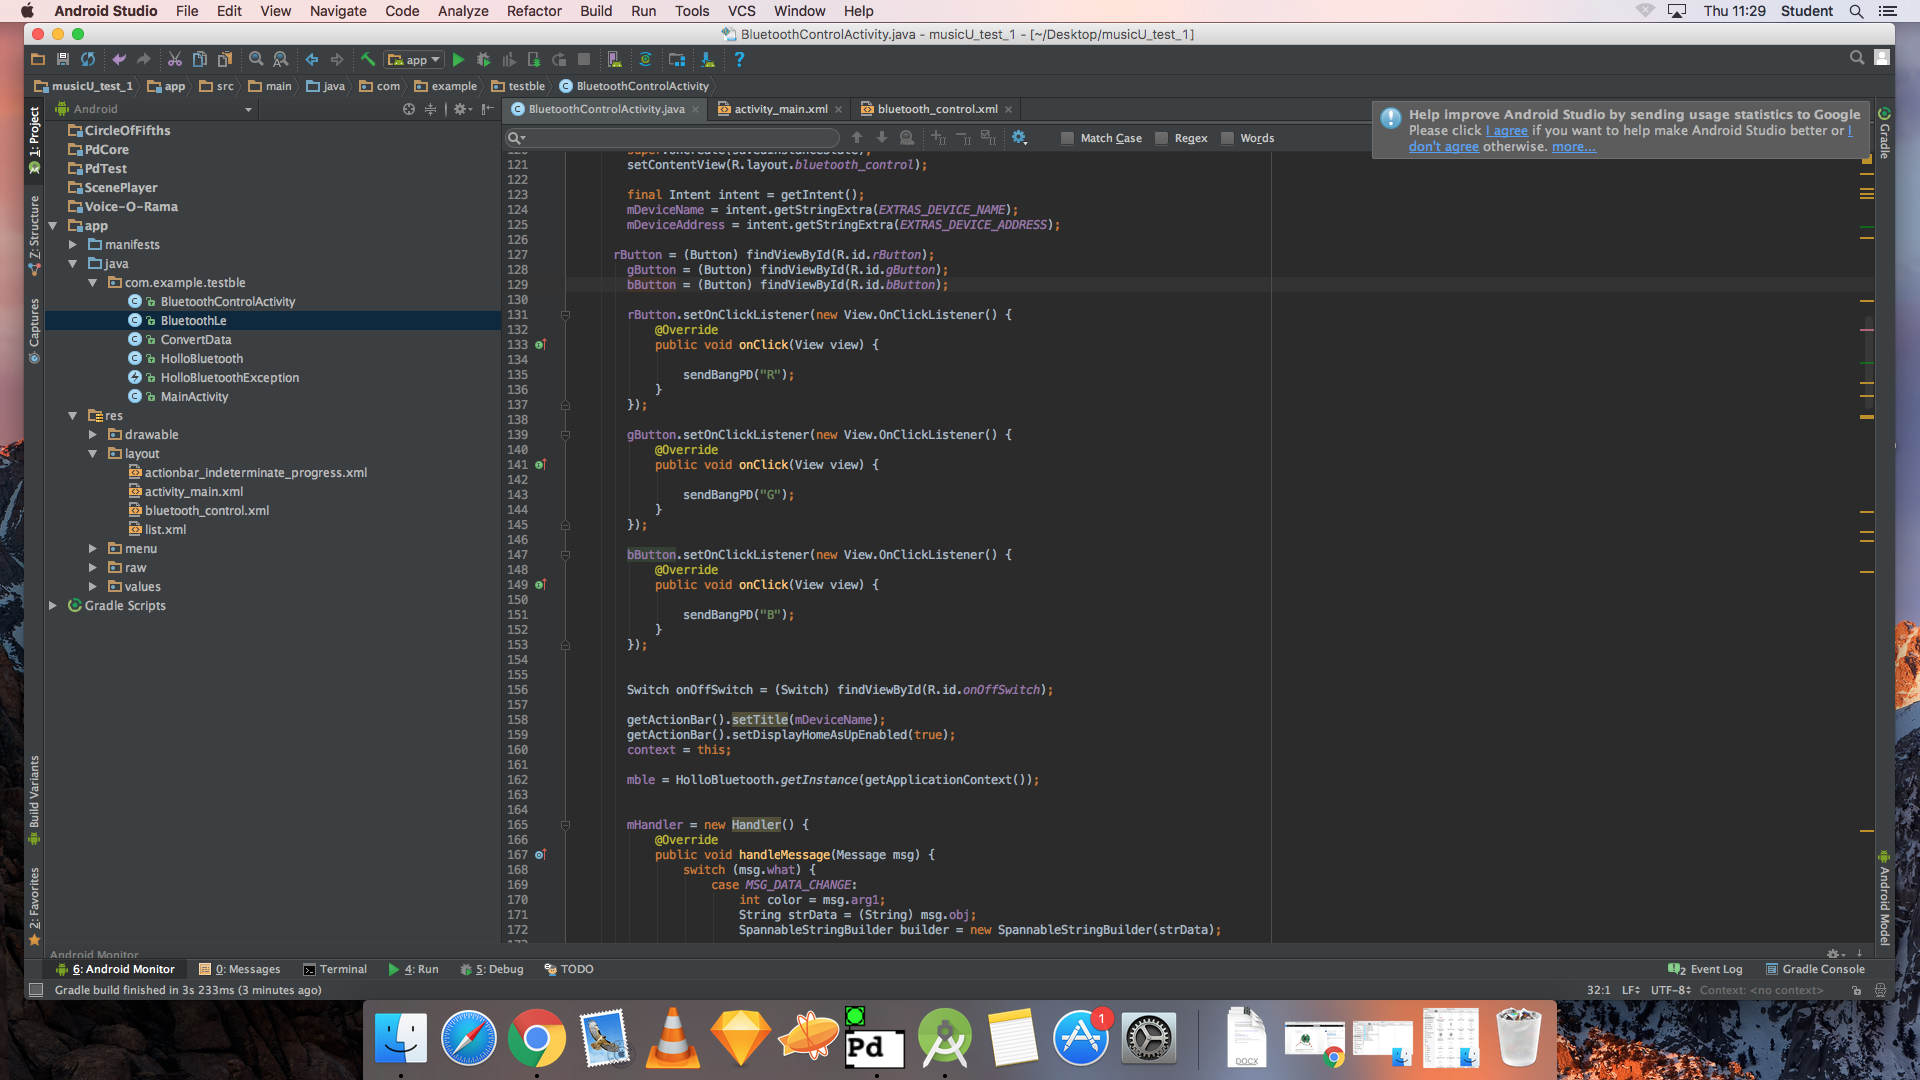 Android Studio File Edit View Navigate Code Analyze Refactor Build Run Tools VCS Window Help Thu 11:29 Student
BluetoothControlActivity.java - musicU_test_1 - [~/Desktop/musicU_test_1]
app
musicU_test_1 app src main java com example testble BluetoothControlActivity
Android
BluetoothControlActivity.java activity_main.xml bluetooth_control.xml
Match Case Regex Words
Help improve Android Studio by sending usage statistics to Google
Please click I agree if you want to help make Android Studio better or I
don't agree otherwise. more...
1: Project
Z: Structure
Captures
Build Variants
2: Favorites
CircleOfFifths
PdCore
PdTest
ScenePlayer
Voice-O-Rama
app
manifests
java
com.example.testble
BluetoothControlActivity
BluetoothLe
ConvertData
HolloBluetooth
HolloBluetoothException
MainActivity
res
drawable
layout
actionbar_indeterminate_progress.xml
activity_main.xml
bluetooth_control.xml
list.xml
menu
raw
values
Gradle Scripts
121 setContentView(R.layout.bluetooth_control);
122
123 final Intent intent = getIntent();
124 mDeviceName = intent.getStringExtra(EXTRAS_DEVICE_NAME);
125 mDeviceAddress = intent.getStringExtra(EXTRAS_DEVICE_ADDRESS);
126
127 rButton = (Button) findViewById(R.id.rButton);
128 gButton = (Button) findViewById(R.id.gButton);
129 bButton = (Button) findViewById(R.id.bButton);
130
131 rButton.setOnClickListener(new View.OnClickListener() {
132 @Override
133 public void onClick(View view) {
134
135 sendBangPD("R");
136 }
137 });
138
139 gButton.setOnClickListener(new View.OnClickListener() {
140 @Override
141 public void onClick(View view) {
142
143 sendBangPD("G");
144 }
145 });
146
147 bButton.setOnClickListener(new View.OnClickListener() {
148 @Override
149 public void onClick(View view) {
150
151 sendBangPD("B");
152 }
153 });
154
155
156 Switch onOffSwitch = (Switch) findViewById(R.id.onOffSwitch);
157
158 getActionBar().setTitle(mDeviceName);
159 getActionBar().setDisplayHomeAsUpEnabled(true);
160 context = this;
161
162 mble = HolloBluetooth.getInstance(getApplicationContext());
163
164
165 mHandler = new Handler() {
166 @Override
167 public void handleMessage(Message msg) {
168 switch (msg.what) {
169 case MSG_DATA_CHANGE:
170 int color = msg.arg1;
171 String strData = (String) msg.obj;
172 SpannableStringBuilder builder = new SpannableStringBuilder(strData);
Gradle
Android Model
Android Monitor
6: Android Monitor 0: Messages Terminal 4: Run 5: Debug TODO 2 Event Log Gradle Console
Gradle build finished in 3s 233ms (3 minutes ago) 32:1 LF UTF-8 Context: <no context>
Pd
1
DOCX